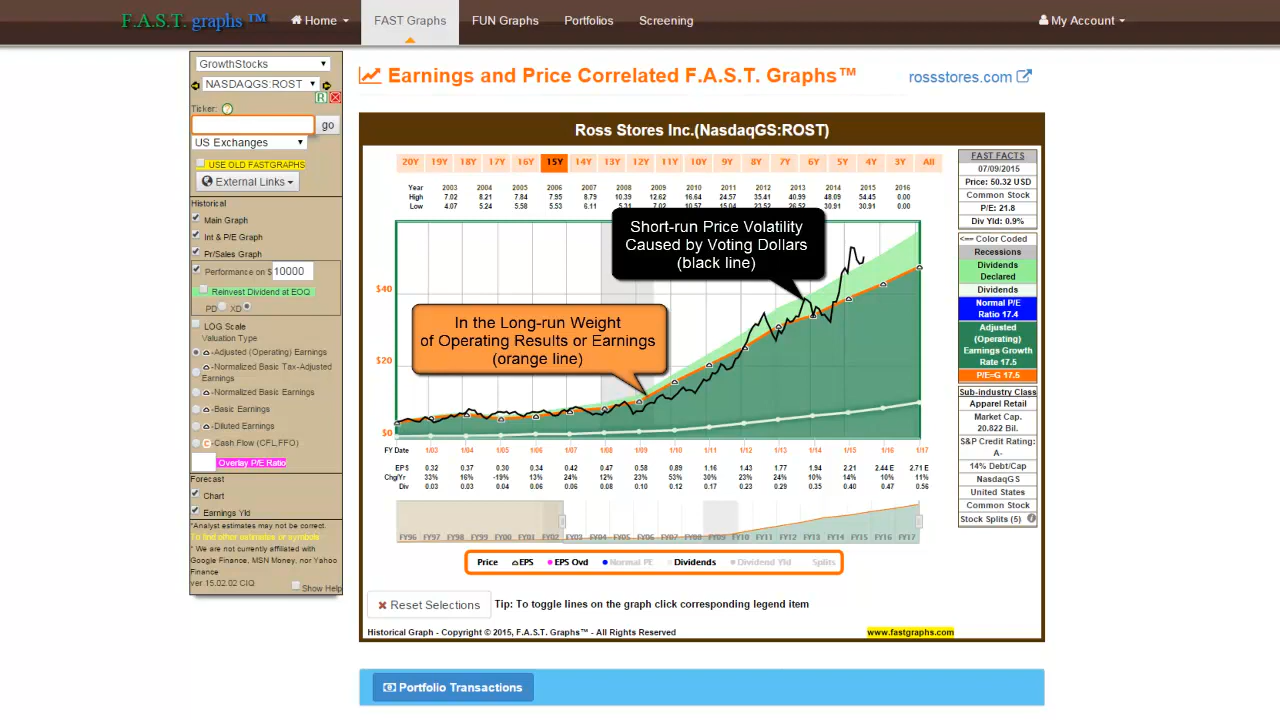 F.A.S.T. graphs ™
Home
FAST Graphs
FUN Graphs
Portfolios
Screening
My Account
GrowthStocks
NASDAQGS:ROST
R
Ticker:
go
US Exchanges
USE OLD FASTGRAPHS
External Links
Historical
Main Graph
Int & P/E Graph
Pr/Sales Graph
Performance on $ 10000
Reinvest Dividend at EOQ
PD XD
LOG Scale
Valuation Type
-Adjusted (Operating) Earnings
-Normalized Basic Tax-Adjusted
Earnings
-Normalized Basic Earnings
-Basic Earnings
-Diluted Earnings
C -Cash Flow (CFL,FFO)
Overlay P/E Ratio
Forecast
Chart
Earnings Yld
*Analyst estimates may not be correct.
To find other estimates or symbols
* We are not currently affiliated with
Google Finance, MSN Money, nor Yahoo
Finance
ver 15.02.02 CIQ
Show Help
Earnings and Price Correlated F.A.S.T. Graphs™
rossstores.com
Ross Stores Inc.(NasdaqGS:ROST)
20Y 19Y 18Y 17Y 16Y 15Y 14Y 13Y 12Y 11Y 10Y 9Y 8Y 7Y 6Y 5Y 4Y 3Y All
Year 2003 2004 2005 2006 2007 2008 2009 2010 2011 2012 2013 2014 2015 2016
High 7.02 8.21 7.84 7.95 8.79 10.39 12.62 16.64 24.57 35.41 40.99 48.09 54.45 0.00
Low 4.07 5.24 5.58 5.53 6.11 5.31 7.02 10.57 15.04 23.52 26.52 30.91 30.91 0.00
Short-run Price Volatility
Caused by Voting Dollars
(black line)
In the Long-run Weight
of Operating Results or Earnings
(orange line)
$40
$20
$0
FY Date 1/03 1/04 1/05 1/06 1/07 1/08 1/09 1/10 1/11 1/12 1/13 1/14 1/15 1/16 1/17
EPS 0.32 0.37 0.30 0.34 0.42 0.47 0.58 0.89 1.16 1.43 1.77 1.94 2.21 2.44 E 2.71 E
Chg/Yr 33% 16% -19% 13% 24% 12% 23% 53% 30% 23% 24% 10% 14% 10% 11%
Div 0.03 0.03 0.04 0.06 0.06 0.08 0.10 0.12 0.17 0.23 0.29 0.35 0.40 0.47 0.56
FY96 FY97 FY98 FY99 FY00 FY01 FY02 FY03 FY04 FY05 FY06 FY07 FY08 FY09 FY10 FY11 FY12 FY13 FY14 FY15 FY16 FY17
Price EPS EPS Ovd Normal PE Dividends Dividend Yld Splits
Reset Selections
Tip: To toggle lines on the graph click corresponding legend item
Historical Graph - Copyright © 2015, F.A.S.T. Graphs™ - All Rights Reserved
www.fastgraphs.com
FAST FACTS
07/09/2015
Price: 50.32 USD
Common Stock
P/E: 21.8
Div Yld: 0.9%
<== Color Coded
Recessions
Dividends
Declared
Dividends
Normal P/E
Ratio 17.4
Adjusted
(Operating)
Earnings Growth
Rate 17.5
P/E=G 17.5
Sub-industry Class
Apparel Retail
Market Cap.
20.822 Bil.
S&P Credit Rating:
A-
14% Debt/Cap
NasdaqGS
United States
Common Stock
Stock Splits (5)
Portfolio Transactions